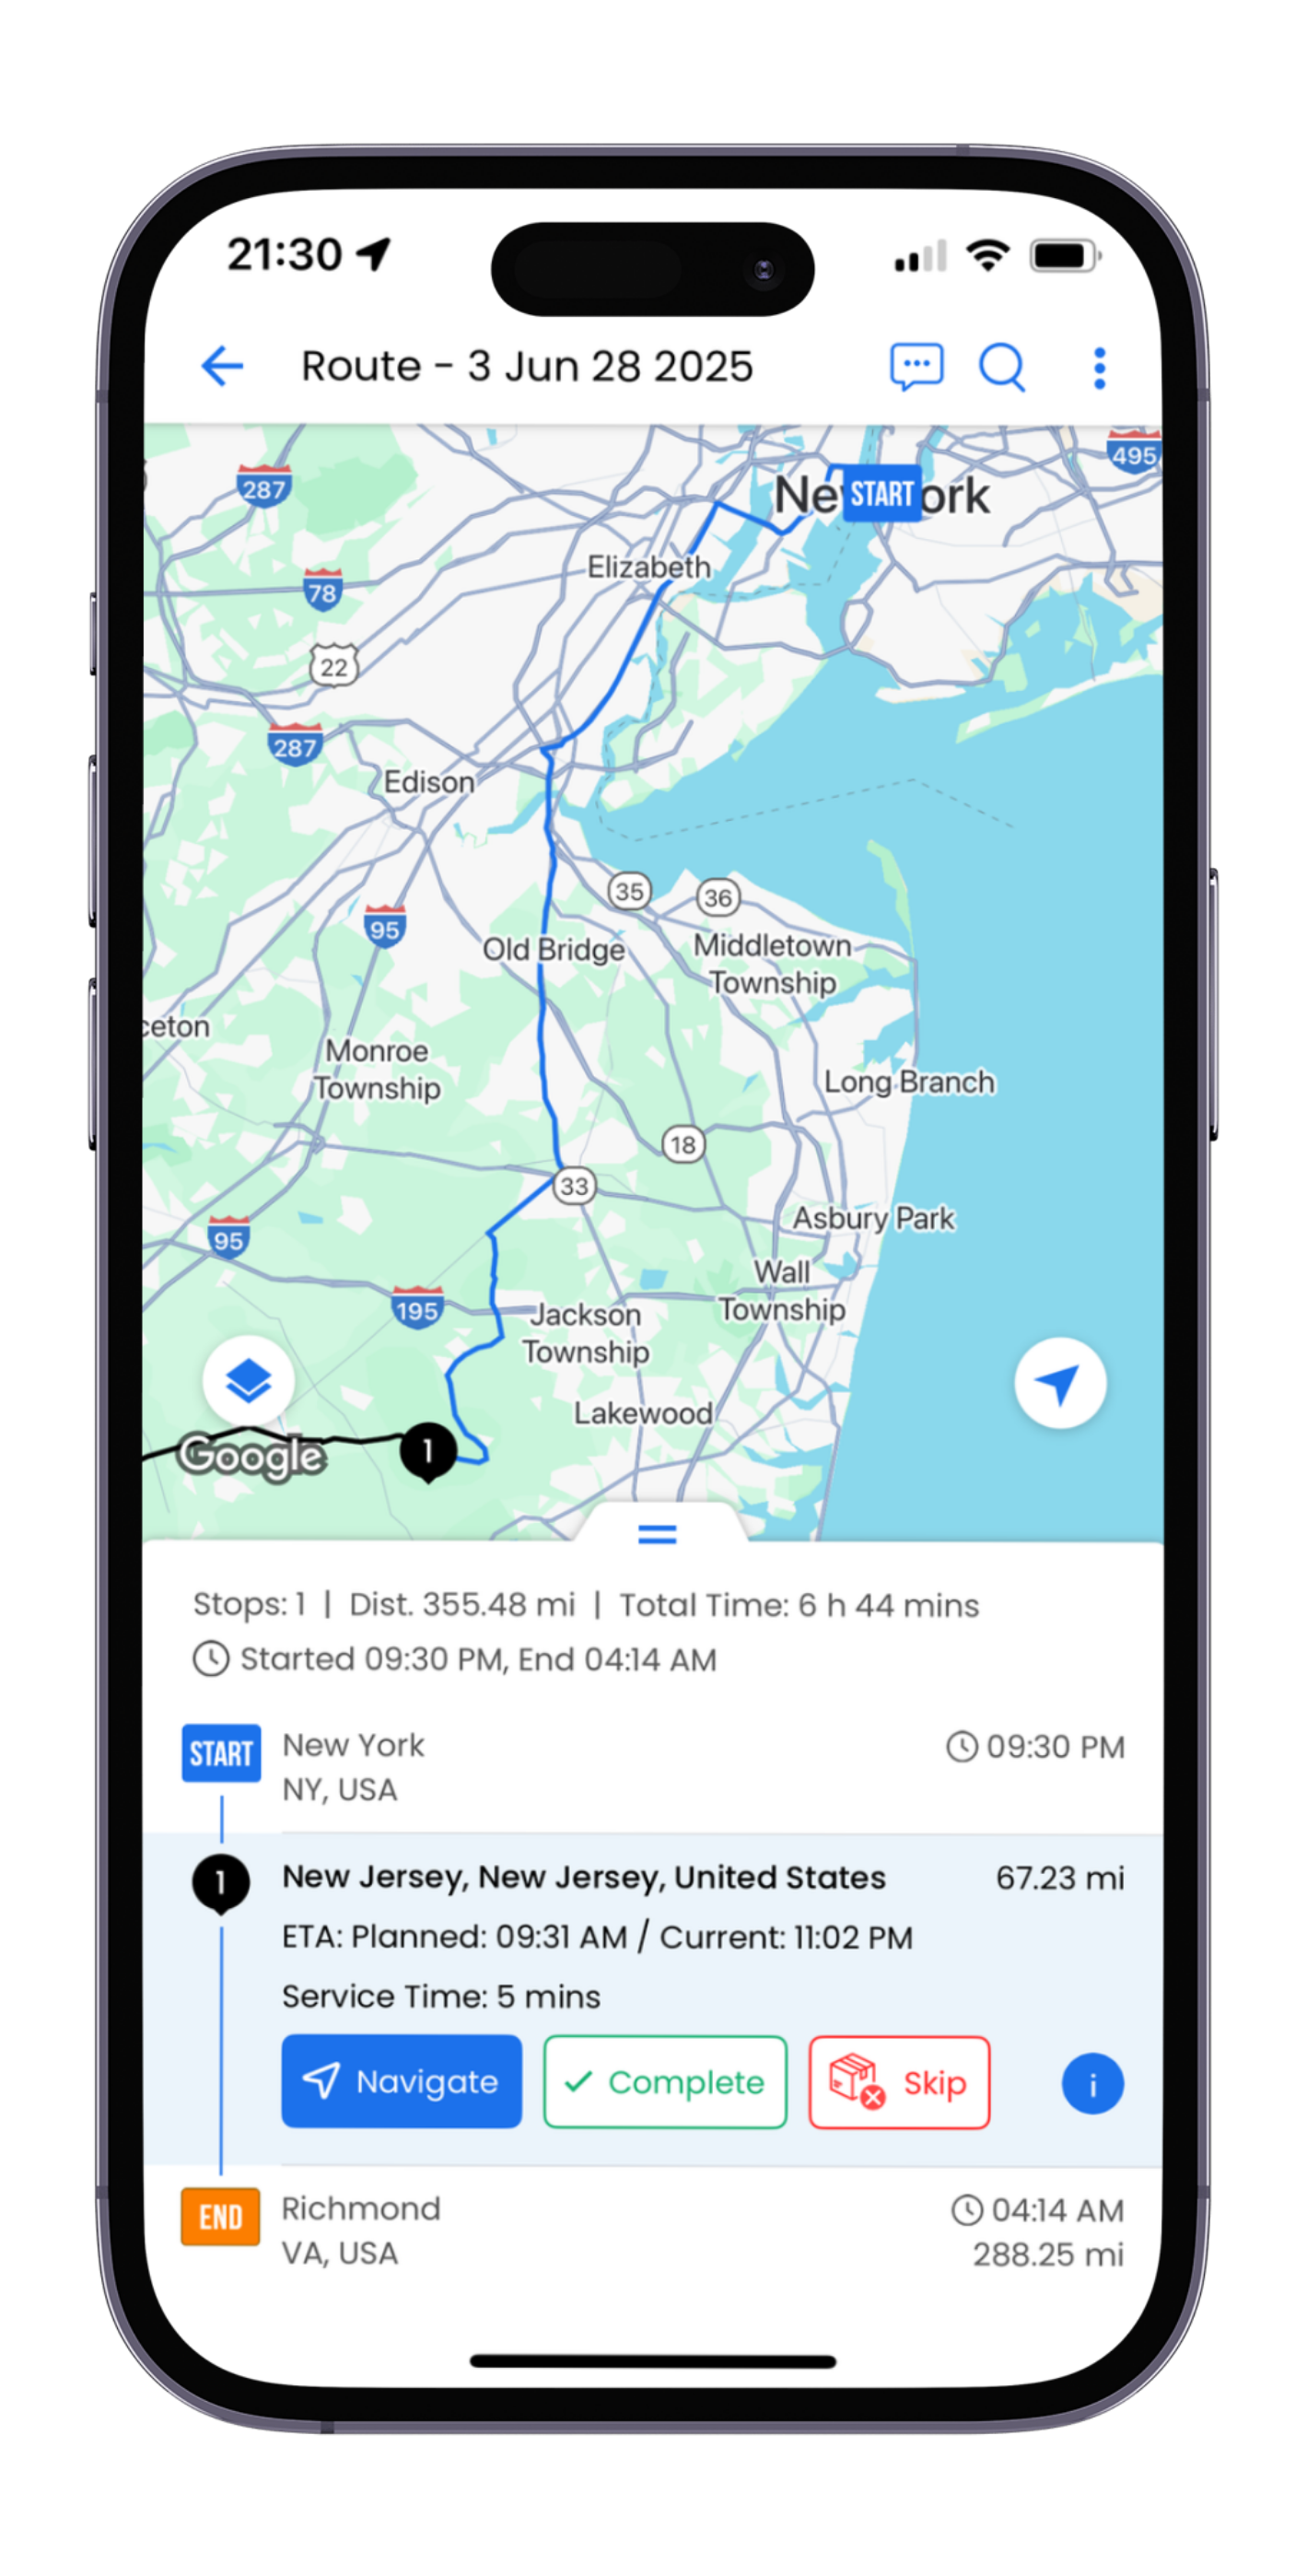 21:30
Route - 3 Jun 28 2025
495
287
New York
START
Elizabeth
78
22
287
Edison
35
36
95
Old Bridge
Middletown
Township
ceton
Monroe
Township
Long Branch
18
33
Asbury Park
95
Wall
Township
195
Jackson
Township
Lakewood
Google
1
Stops: 1 | Dist. 355.48 mi | Total Time: 6 h 44 mins
Started 09:30 PM, End 04:14 AM
START
New York
09:30 PM
NY, USA
1
New Jersey, New Jersey, United States
67.23 mi
ETA: Planned: 09:31 AM / Current: 11:02 PM
Service Time: 5 mins
Navigate
Complete
Skip
i
END
Richmond
04:14 AM
VA, USA
288.25 mi